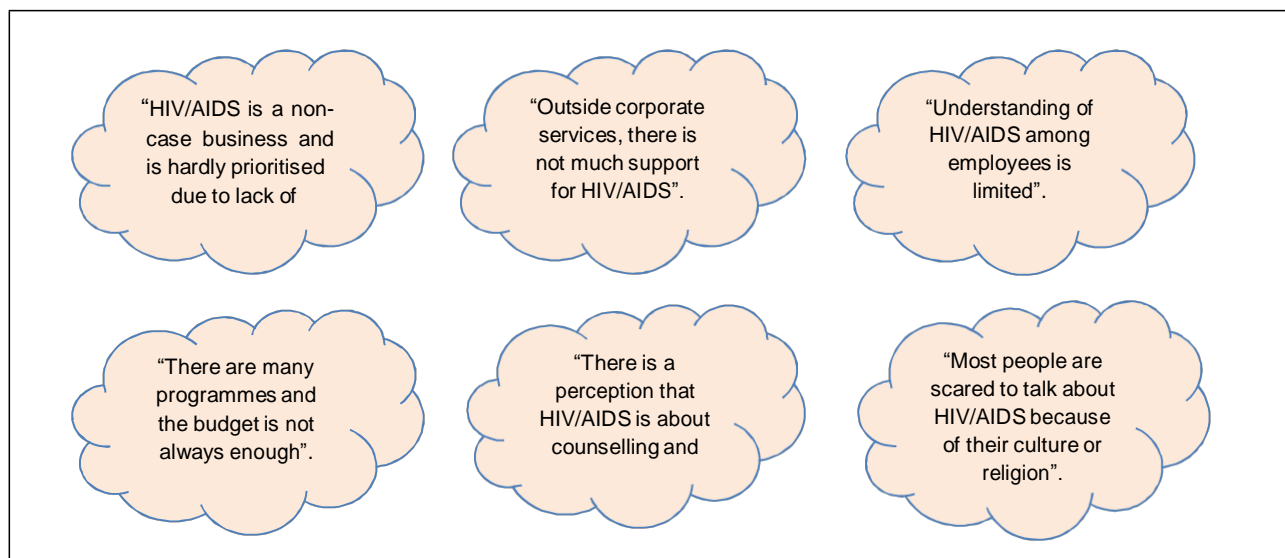 “HIV/AIDS is a non-
case business and
is hardly prioritised
due to lack of
“Outside corporate
services, there is
not much support
for HIV/AIDS”.
“Understanding of
HIV/AIDS among
employees is
limited”.
“There are many
programmes and
the budget is not
always enough”.
“There is a
perception that
HIV/AIDS is about
counselling and
“Most people are
scared to talk about
HIV/AIDS because
of their culture or
religion”.